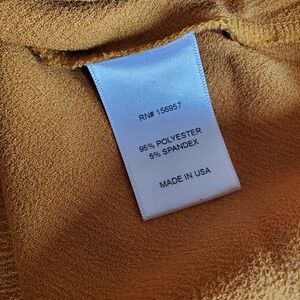 RN# 156957
95% POLYESTER
5% SPANDEX
MADE IN USA